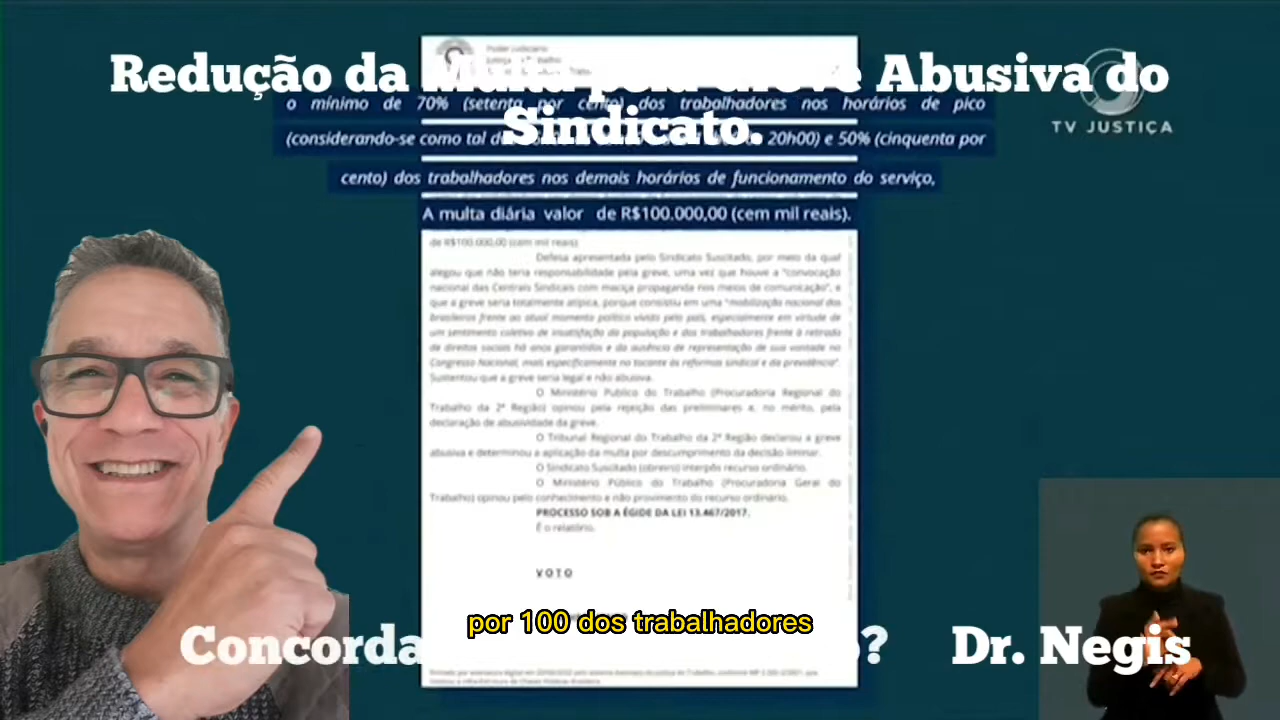 Poder Judiciário
Redução da Multa pela Greve Abusiva do
Sindicato.
o mínimo de 70% (setenta por cento) dos trabalhadores nos horários de pico
(considerando-se como tal 20h00) e 50% (cinquenta por
cento) dos trabalhadores nos demais horários de funcionamento do serviço,
TV JUSTIÇA
A multa diária valor de R$100.000,00 (cem mil reais).
de R$100.000,00 (cem mil reais)
Defesa apresentada pelo Sindicato Suscitado, por meio da qual
alegou que não teria responsabilidade pela greve, uma vez que houve a "convocação
nacional das Centrais Sindicais com maciça propaganda nos meios de comunicação", e
que a greve seria totalmente atípica, porque consistiu em uma "mobilização nacional dos
brasileiros frente ao atual momento político vivido pelo país, especialmente em virtude de
um sentimento coletivo de insatisfação da população e dos trabalhadores frente à retirada
de direitos sociais há anos garantidos e da ausência de representação de sua vontade no
Congresso Nacional, mais especificamente no tocante às reformas sindical e da previdência".
Sustentou que a greve seria legal e não abusiva.
O Ministério Público do Trabalho (Procuradoria Regional do
Trabalho da 2ª Região) opinou pela rejeição das preliminares e, no mérito, pela
declaração de abusividade da greve.
O Tribunal Regional do Trabalho da 2ª Região declarou a greve
abusiva e determinou a aplicação da multa por descumprimento da decisão liminar.
O Sindicato Suscitado (obreiro) interpôs recurso ordinário.
O Ministério Público do Trabalho (Procuradoria Geral do
Trabalho) opinou pelo conhecimento e não provimento do recurso ordinário.
PROCESSO SOB A ÉGIDE DA LEI 13.467/2017.
É o relatório.
V O T O
por 100 dos trabalhadores
Concorda ? Dr. Negis